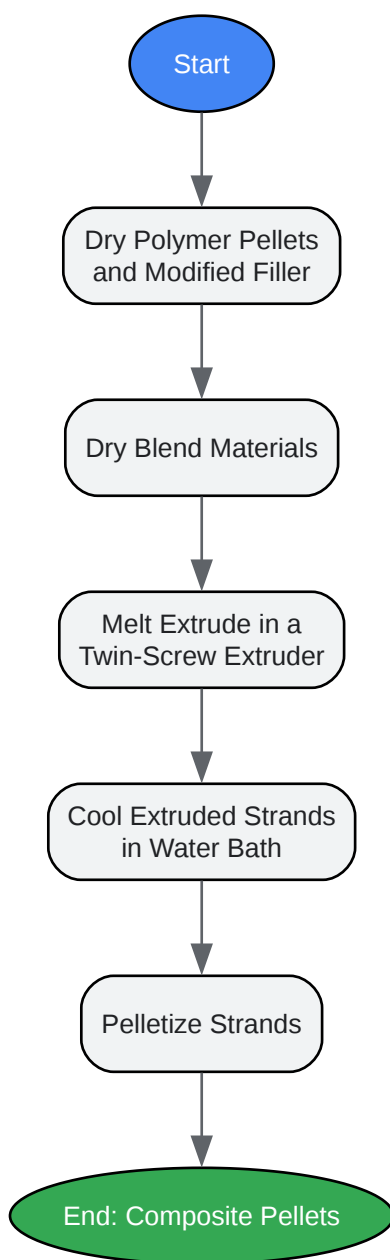 Start
Dry Polymer Pellets
and Modified Filler
Dry Blend Materials
Melt Extrude in a
Twin-Screw Extruder
Cool Extruded Strands
in Water Bath
Pelletize Strands
End: Composite Pellets